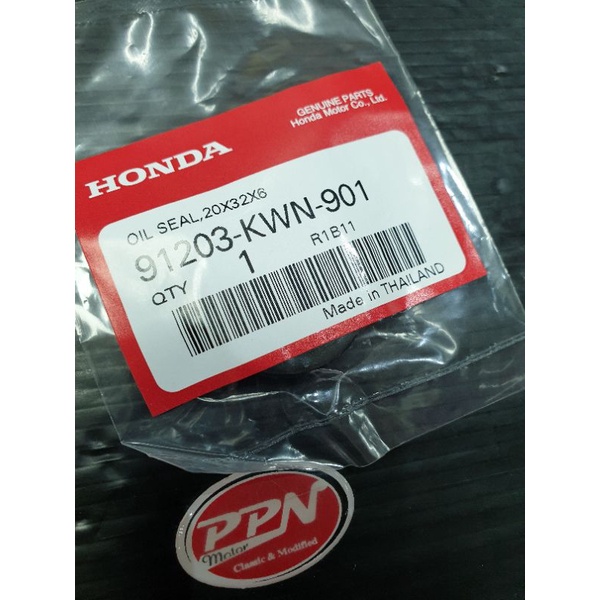 GENUINE PARTS
Honda Motor Co., Ltd.
HONDA
OIL SEAL,20X32X6
91203-KWN-901
QTY 1 R1B11
Made in THAILAND
PPN
Motor
Classic & Modified